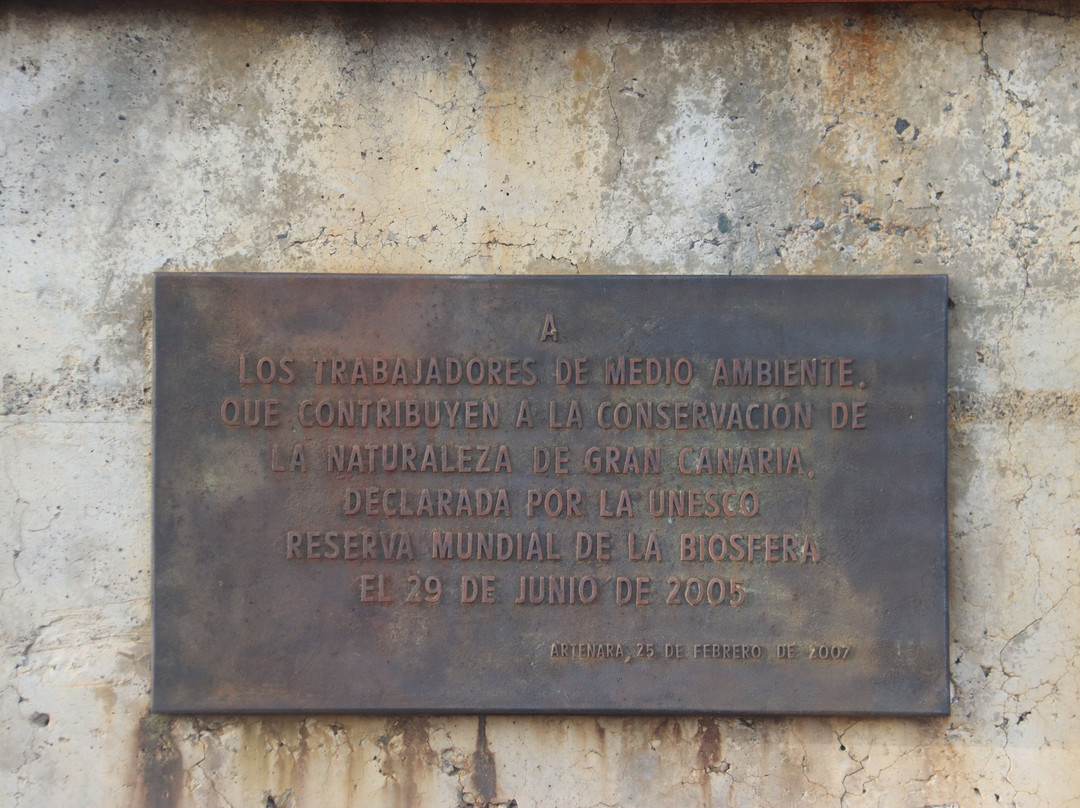 A
LOS TRABAJADORES DE MEDIO AMBIENTE,
QUE CONTRIBUYEN A LA CONSERVACION DE
LA NATURALEZA DE GRAN CANARIA,
DECLARADA POR LA UNESCO
RESERVA MUNDIAL DE LA BIOSFERA
EL 29 DE JUNIO DE 2005
ARTENARA, 25 DE FEBRERO DE 2007